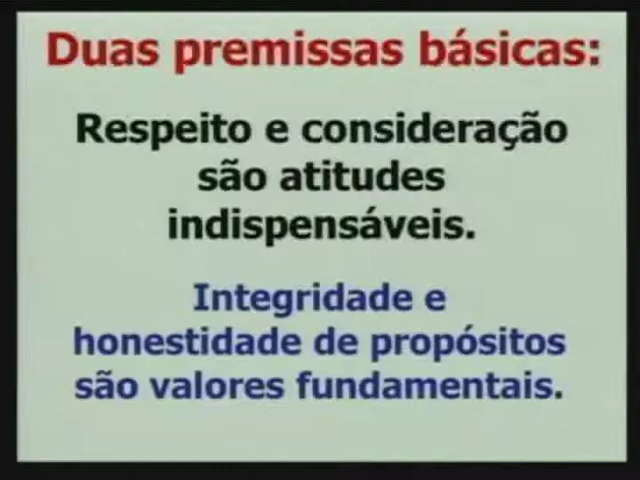 Duas premissas básicas:
Respeito e consideração
são atitudes
indispensáveis.
Integridade e
honestidade de propósitos
são valores fundamentais.